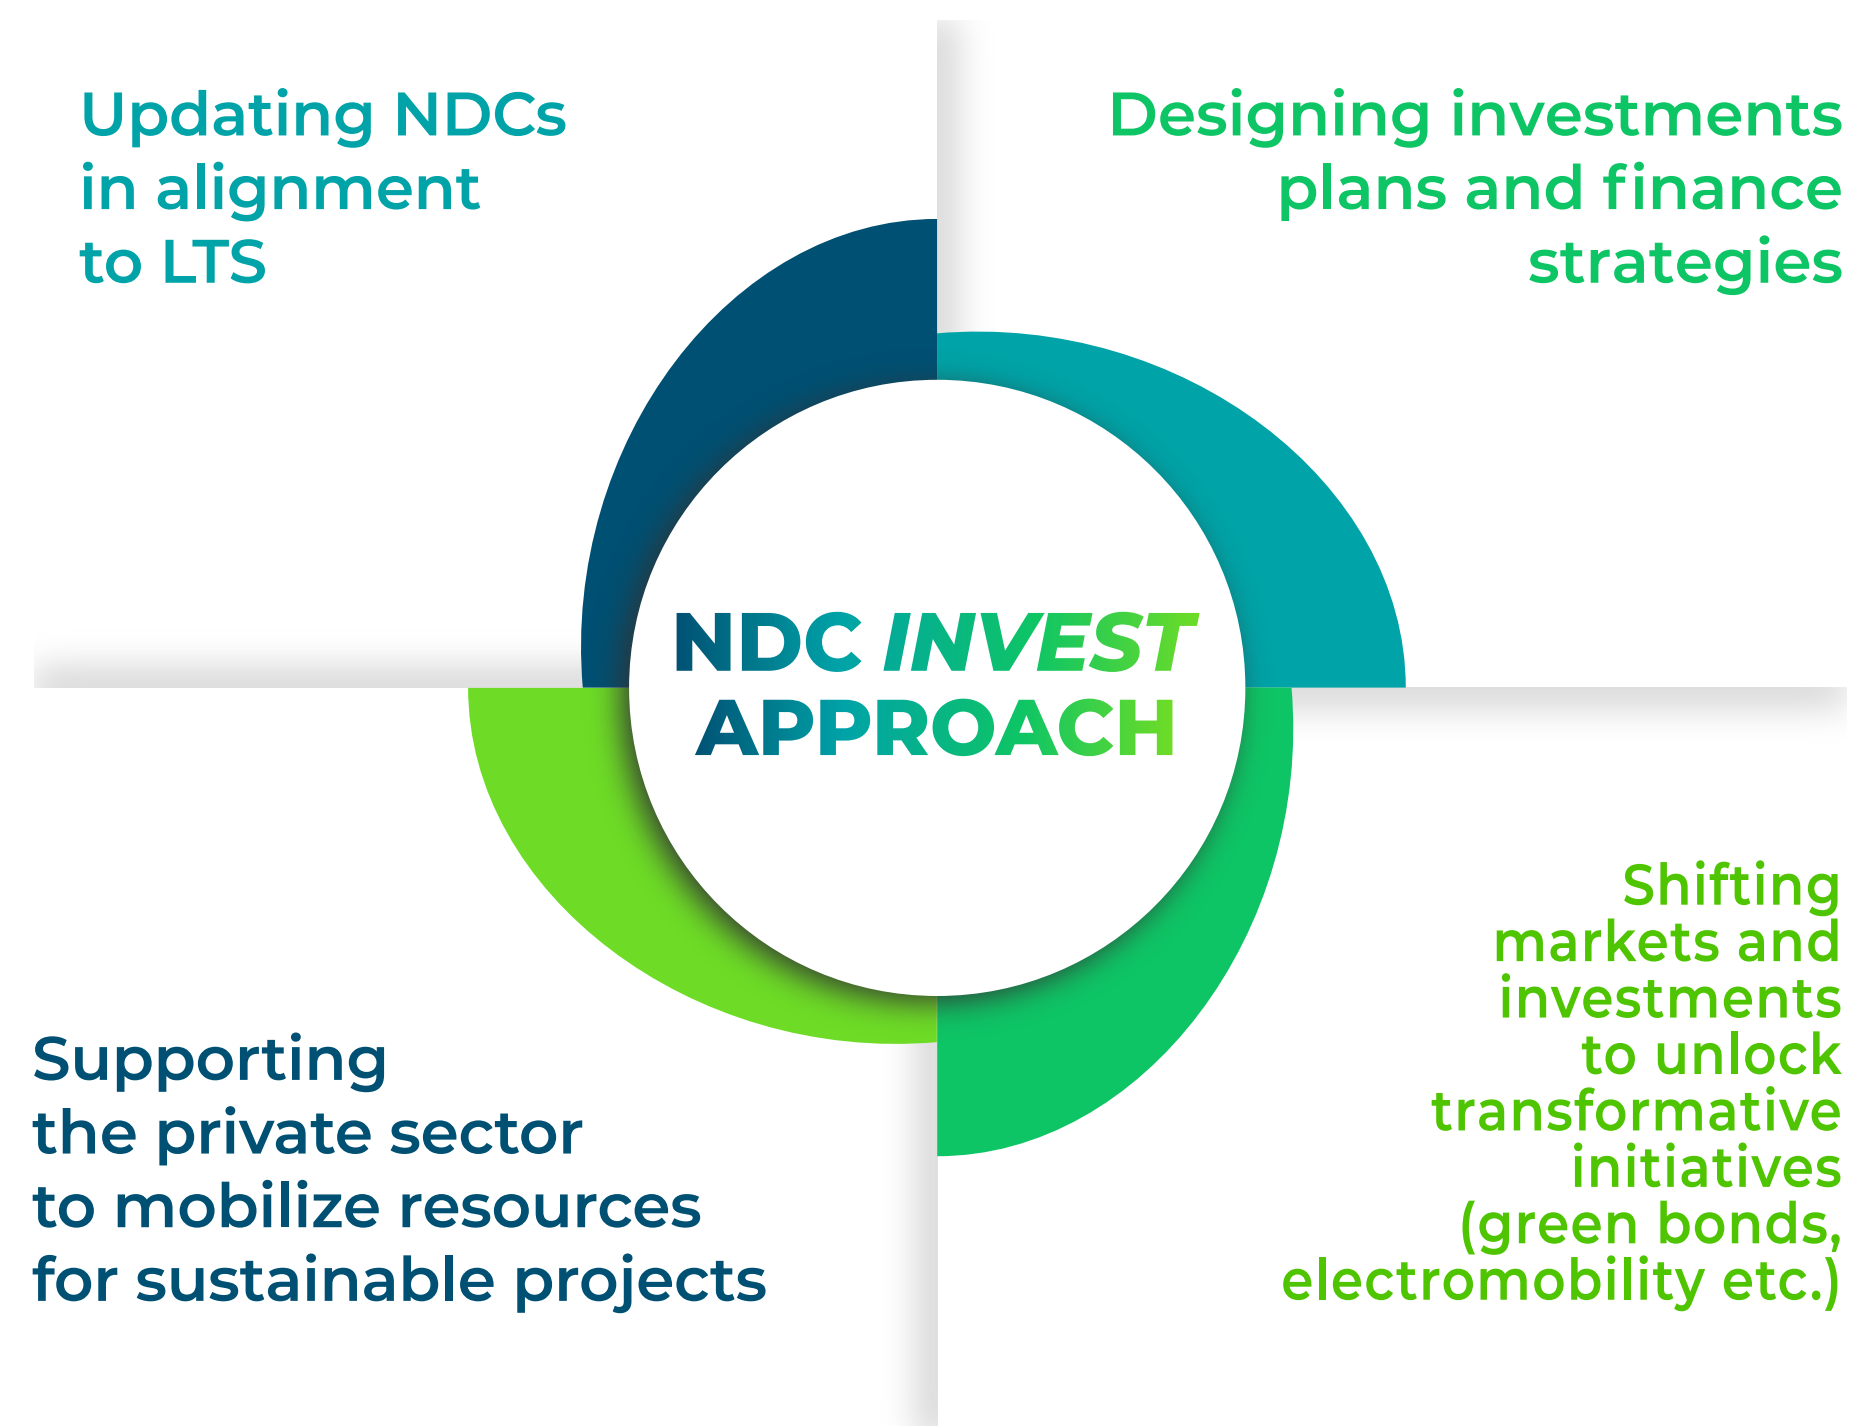 Updating NDCs
in alignment
to LTS
Designing investments
plans and finance
strategies
NDC INVEST
APPROACH
Supporting
the private sector
to mobilize resources
for sustainable projects
Shifting
markets and
investments
to unlock
transformative
initiatives
(green bonds,
electromobility etc.)